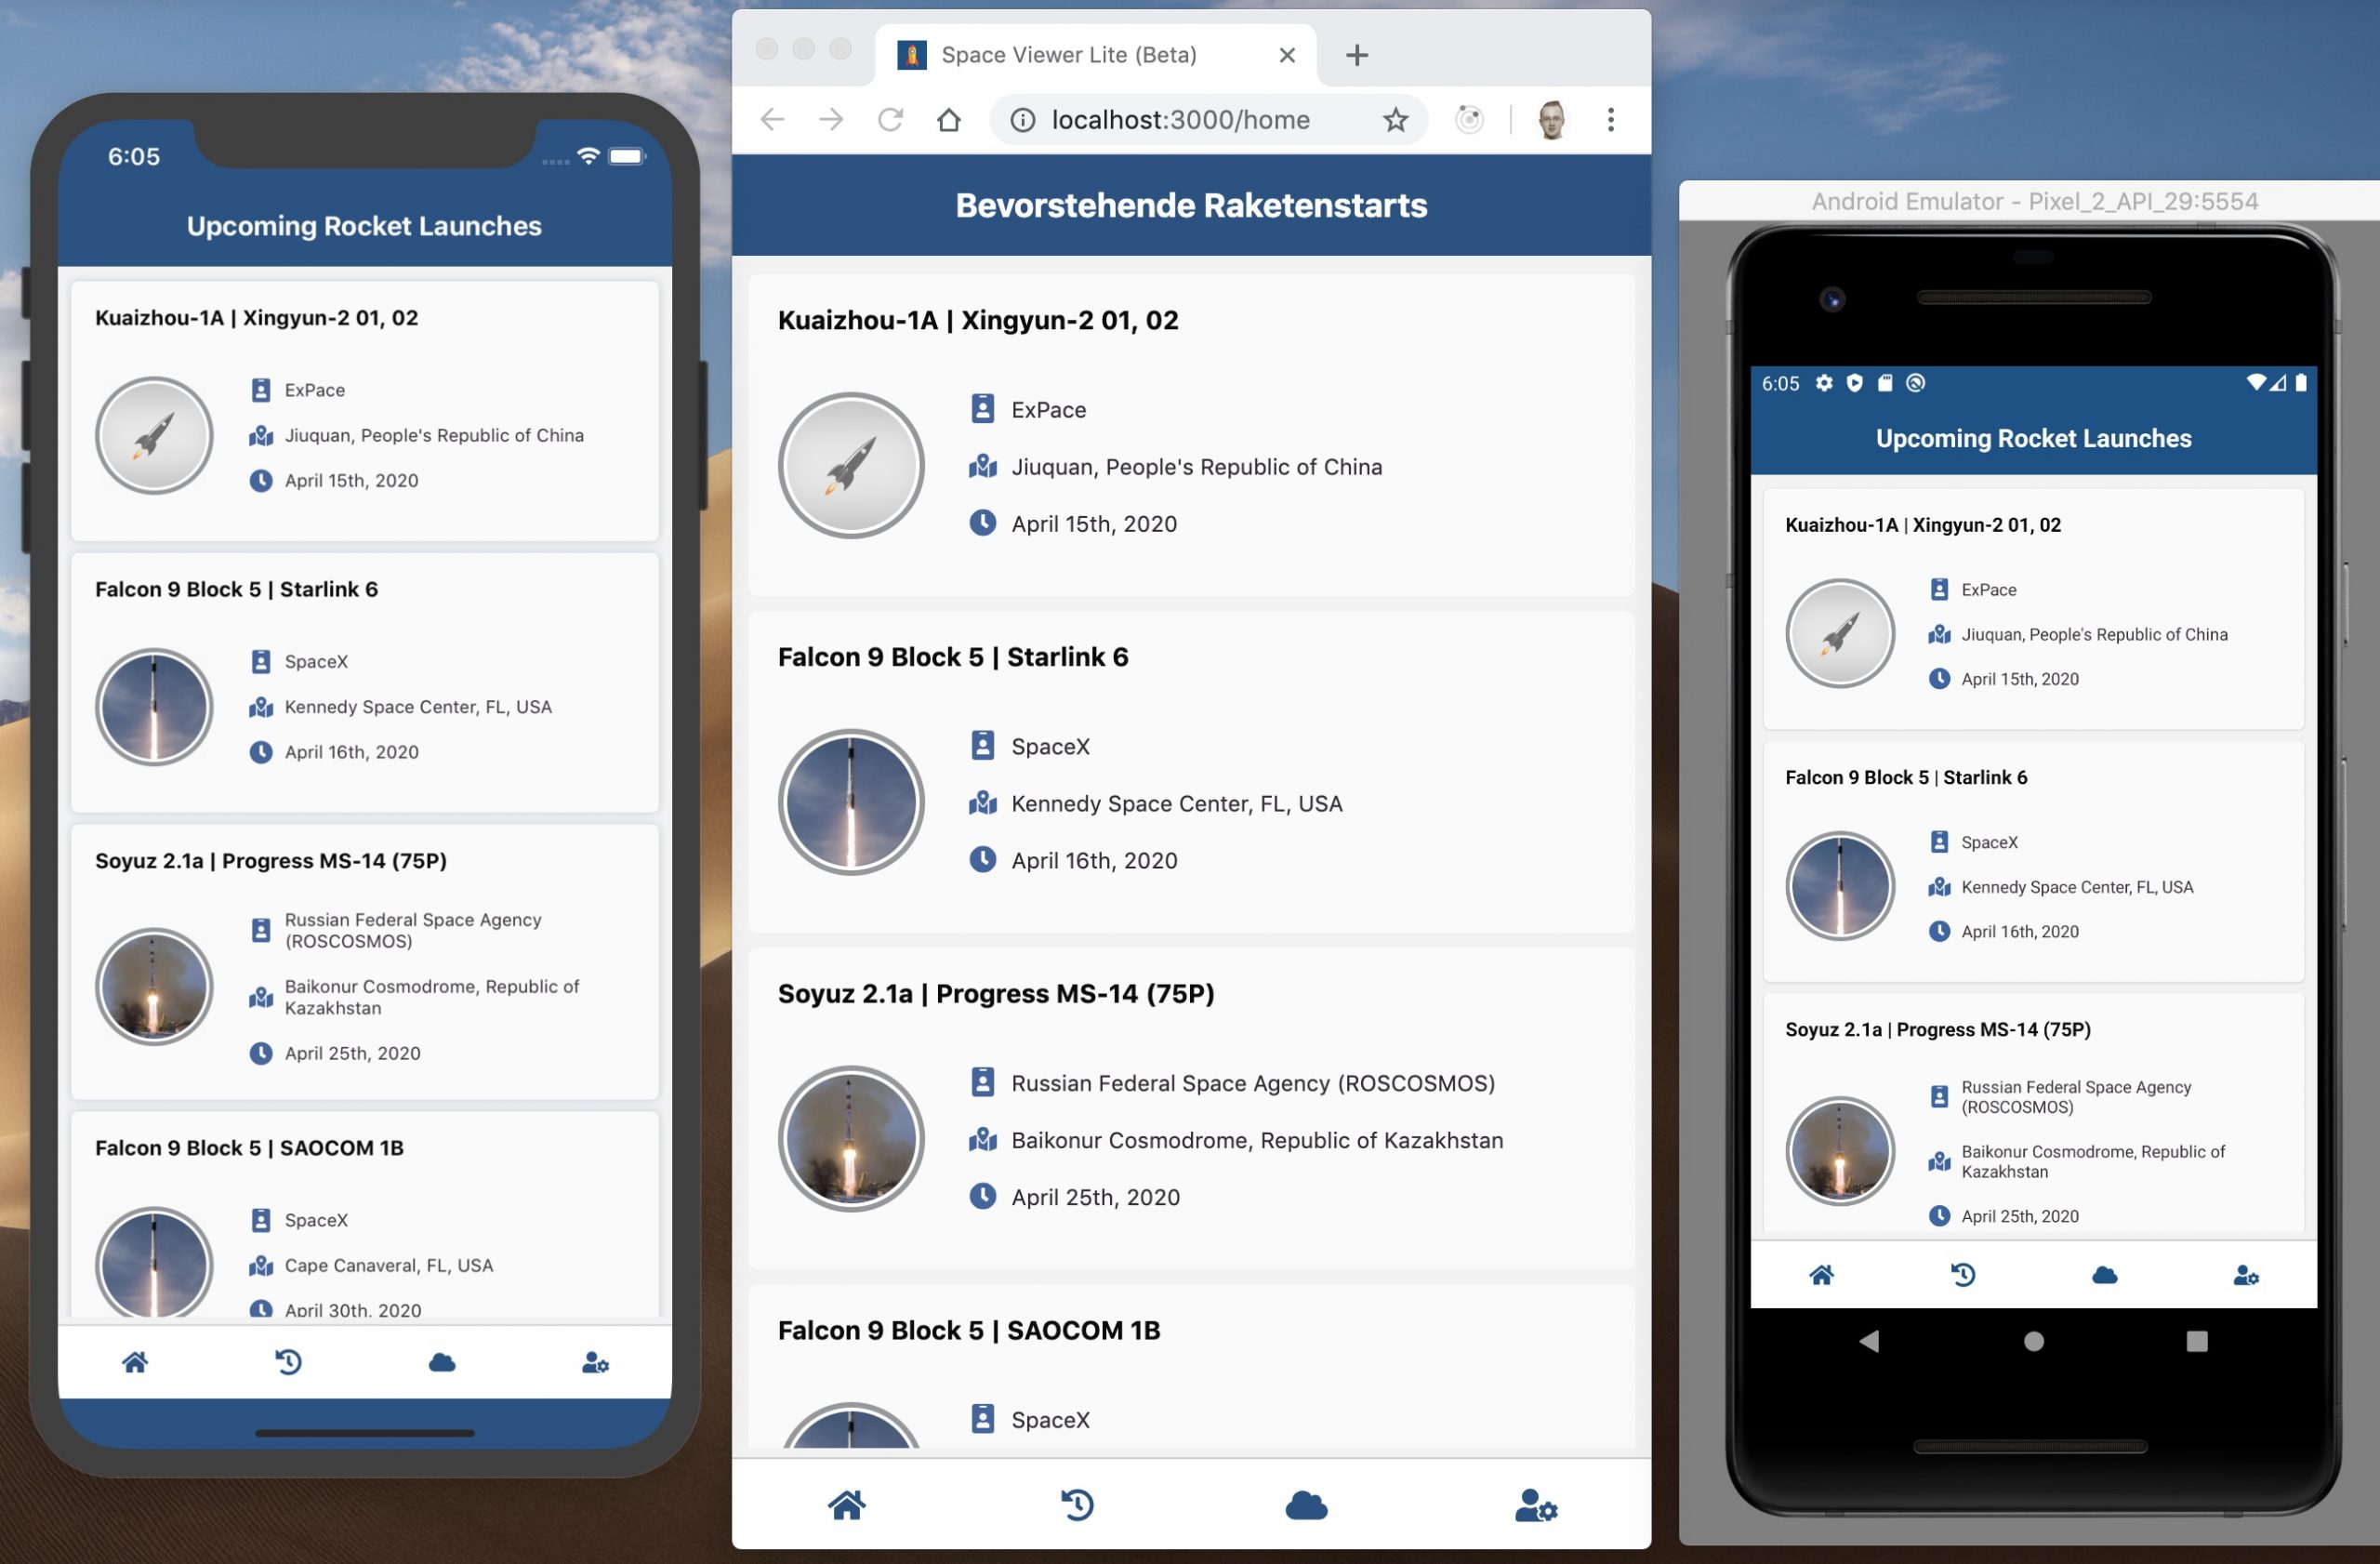 6:05
Upcoming Rocket Launches
Kuaizhou-1A | Xingyun-2 01, 02
ExPace
Jiuquan, People's Republic of China
April 15th, 2020
Falcon 9 Block 5 | Starlink 6
SpaceX
Kennedy Space Center, FL, USA
April 16th, 2020
Soyuz 2.1a | Progress MS-14 (75P)
Russian Federal Space Agency
(ROSCOSMOS)
Baikonur Cosmodrome, Republic of
Kazakhstan
April 25th, 2020
Falcon 9 Block 5 | SAOCOM 1B
SpaceX
Cape Canaveral, FL, USA
April 30th, 2020
Space Viewer Lite (Beta)
localhost:3000/home
Bevorstehende Raketenstarts
Kuaizhou-1A | Xingyun-2 01, 02
ExPace
Jiuquan, People's Republic of China
April 15th, 2020
Falcon 9 Block 5 | Starlink 6
SpaceX
Kennedy Space Center, FL, USA
April 16th, 2020
Soyuz 2.1a | Progress MS-14 (75P)
Russian Federal Space Agency (ROSCOSMOS)
Baikonur Cosmodrome, Republic of Kazakhstan
April 25th, 2020
Falcon 9 Block 5 | SAOCOM 1B
SpaceX
Android Emulator - Pixel_2_API_29:5554
6:05
Upcoming Rocket Launches
Kuaizhou-1A | Xingyun-2 01, 02
ExPace
Jiuquan, People's Republic of China
April 15th, 2020
Falcon 9 Block 5 | Starlink 6
SpaceX
Kennedy Space Center, FL, USA
April 16th, 2020
Soyuz 2.1a | Progress MS-14 (75P)
Russian Federal Space Agency
(ROSCOSMOS)
Baikonur Cosmodrome, Republic of
Kazakhstan
April 25th, 2020